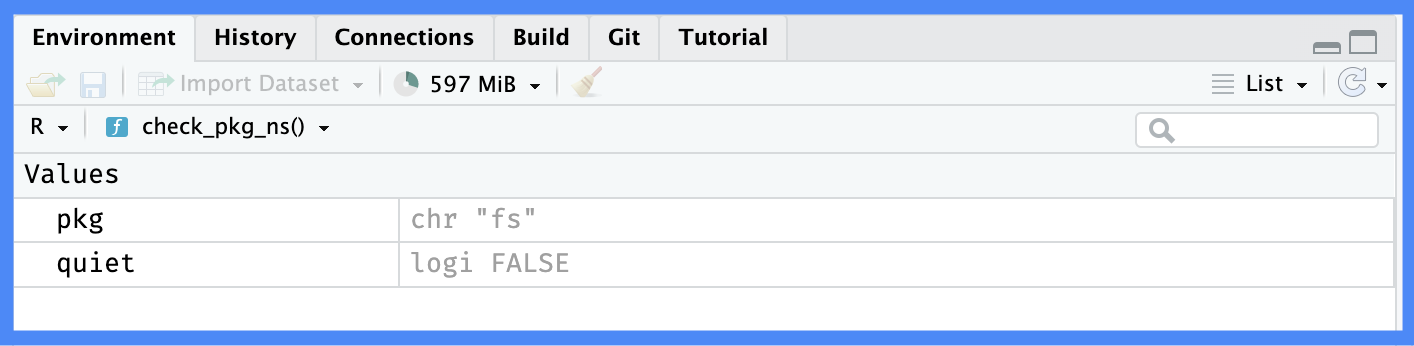 Environment History Connections Build Git Tutorial
Import Dataset 597 MiB List
R f check_pkg_ns()
Values
pkg chr "fs"
quiet logi FALSE